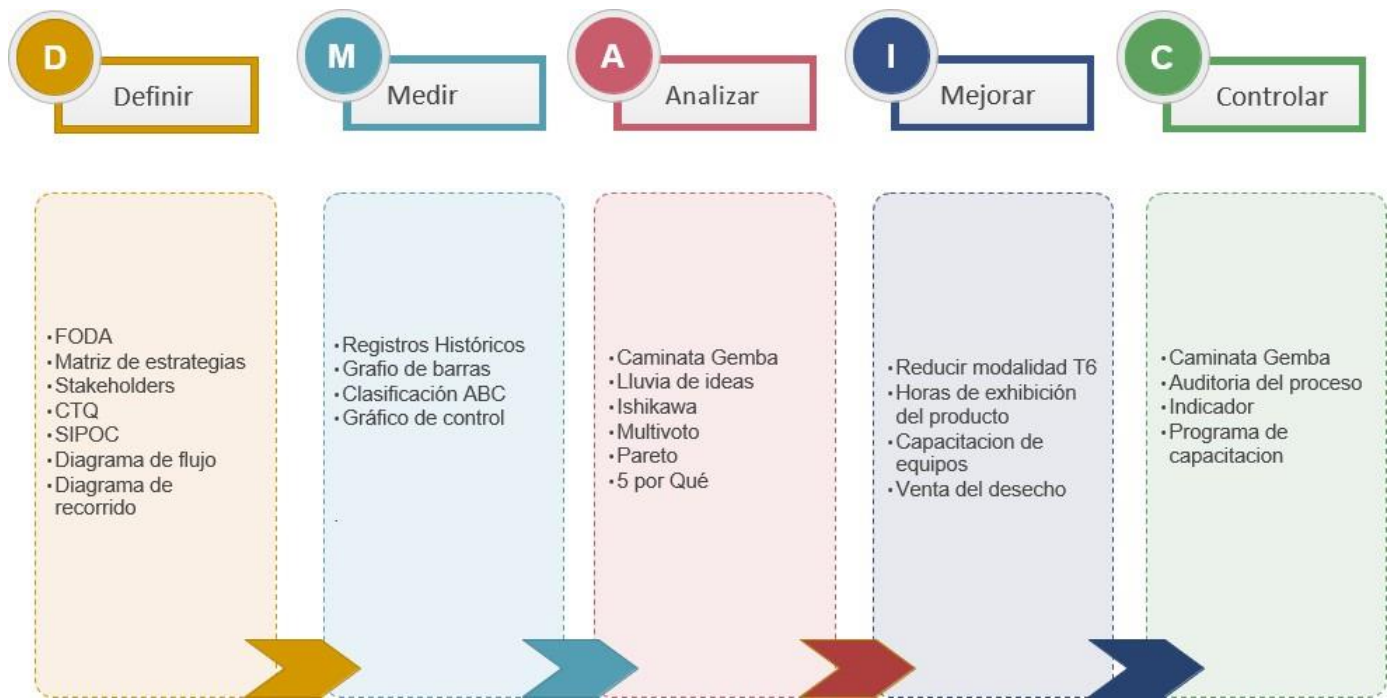 D
Definir
M
Medir
A
Analizar
I
Mejorar
C
Controlar
·FODA
·Matriz de estrategias
·Stakeholders
·CTQ
·SIPOC
·Diagrama de flujo
·Diagrama de
recorrido
·Registros Históricos
·Grafio de barras
·Clasificación ABC
·Gráfico de control
.
·Caminata Gemba
·Lluvia de ideas
·Ishikawa
·Multivoto
·Pareto
·5 por Qué
·Reducir modalidad T6
·Horas de exhibición
del producto
·Capacitacion de
equipos
·Venta del desecho
·Caminata Gemba
·Auditoria del proceso
·Indicador
·Programa de
capacitacion